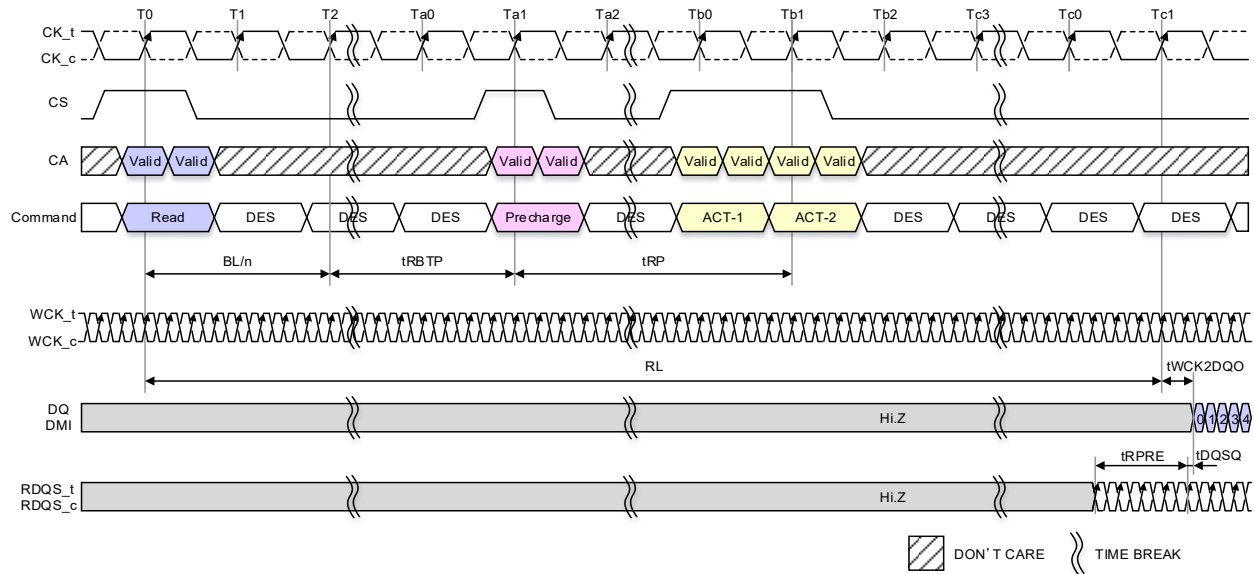 T0 T1 T2 Ta0 Ta1 Ta2 Tb0 Tb1 Tb2 Tc3 Tc0 Tc1
CK_t
CK_c
CS
CA Valid Valid Valid Valid Valid Valid Valid Valid
Command Read DES DES DES Precharge DES ACT-1 ACT-2 DES DES DES DES
BL/n tRBTP tRP
WCK_t
WCK_c
RL tWCK2DQO
DQ
DMI Hi.Z 0 1 2 3 4
tRPRE tDQSQ
RDQS_t
RDQS_c Hi.Z
DON'T CARE TIME BREAK